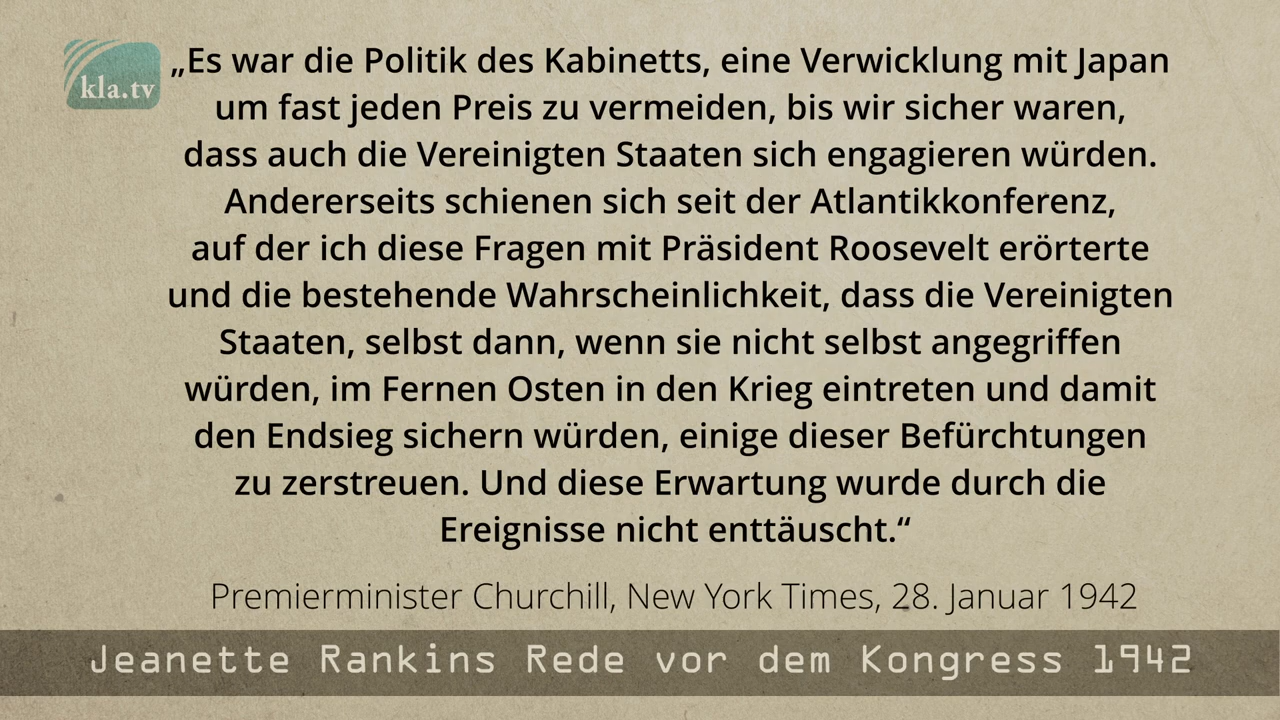 kla.tv
„Es war die Politik des Kabinetts, eine Verwicklung mit Japan
um fast jeden Preis zu vermeiden, bis wir sicher waren,
dass auch die Vereinigten Staaten sich engagieren würden.
Andererseits schienen sich seit der Atlantikkonferenz,
auf der ich diese Fragen mit Präsident Roosevelt erörterte
und die bestehende Wahrscheinlichkeit, dass die Vereinigten
Staaten, selbst dann, wenn sie nicht selbst angegriffen
würden, im Fernen Osten in den Krieg eintreten und damit
den Endsieg sichern würden, einige dieser Befürchtungen
zu zerstreuen. Und diese Erwartung wurde durch die
Ereignisse nicht enttäuscht.“
Premierminister Churchill, New York Times, 28. Januar 1942
Jeanette Rankins Rede vor dem Kongress 1942